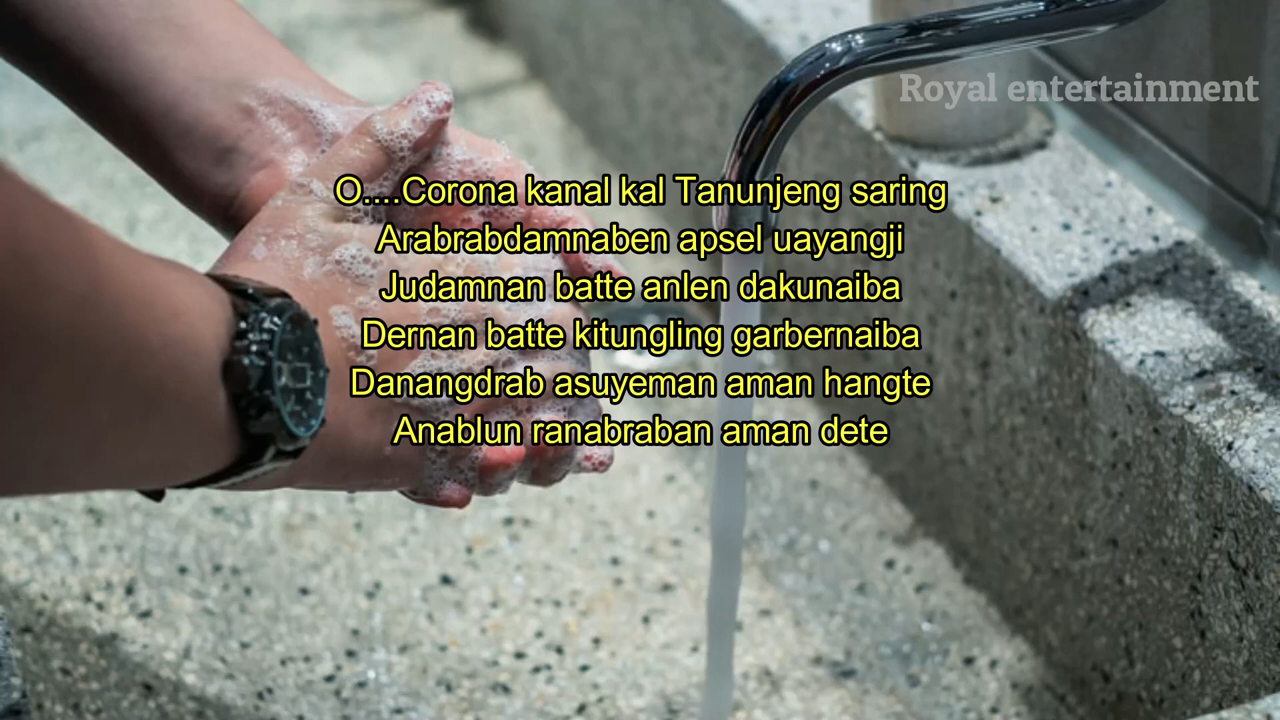 Royal entertainment
O....Corona kanal kal Tanunjeng saring
Arabrabdamnaben apsel uayangji
Judamnan batte anlen dakunaiba
Dernan batte kitungling garbernaiba
Danangdrab asuyeman aman hangte
Anablun ranabraban aman dete